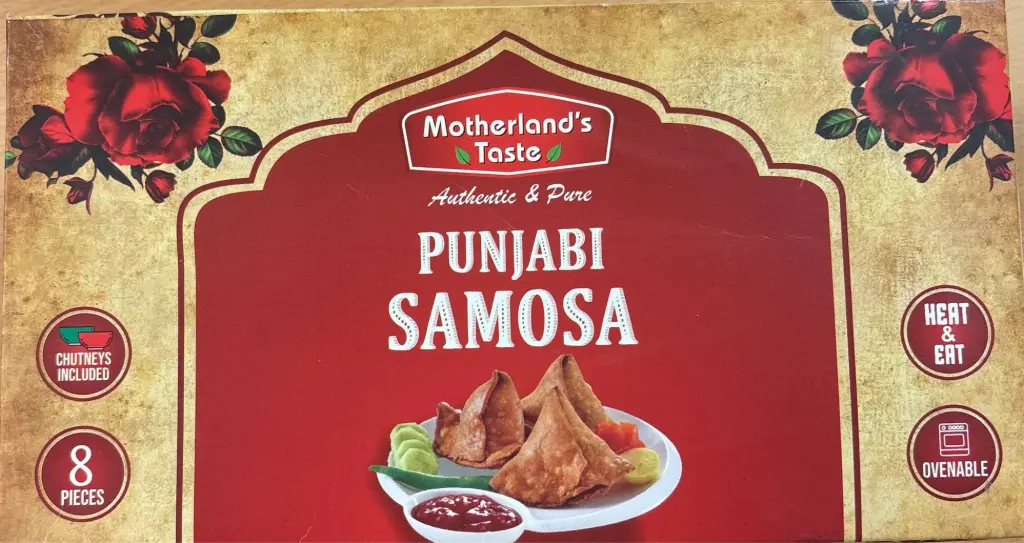 Motherland's
Taste
Authentic & Pure
PUNJABI
SAMOSA
CHUTNEYS
INCLUDED
8
PIECES
HEAT
&
EAT
OVENABLE